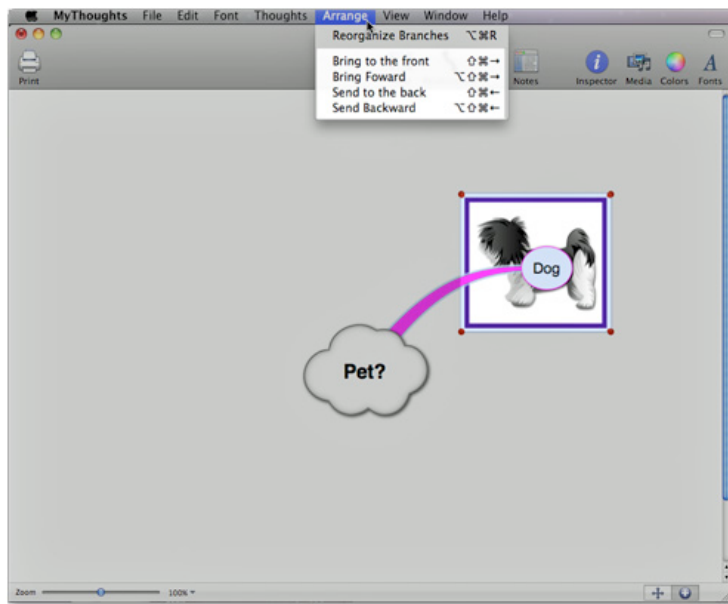 MyThoughts File Edit Font Thoughts Arrange View Window Help
Reorganize Branches ⌥⌘R
Bring to the front ⇧⌘→
Bring Foward ⌥⇧⌘→
Send to the back ⇧⌘←
Send Backward ⌥⇧⌘←
Print Notes Inspector Media Colors Fonts
Dog
Pet?
Zoom 100%